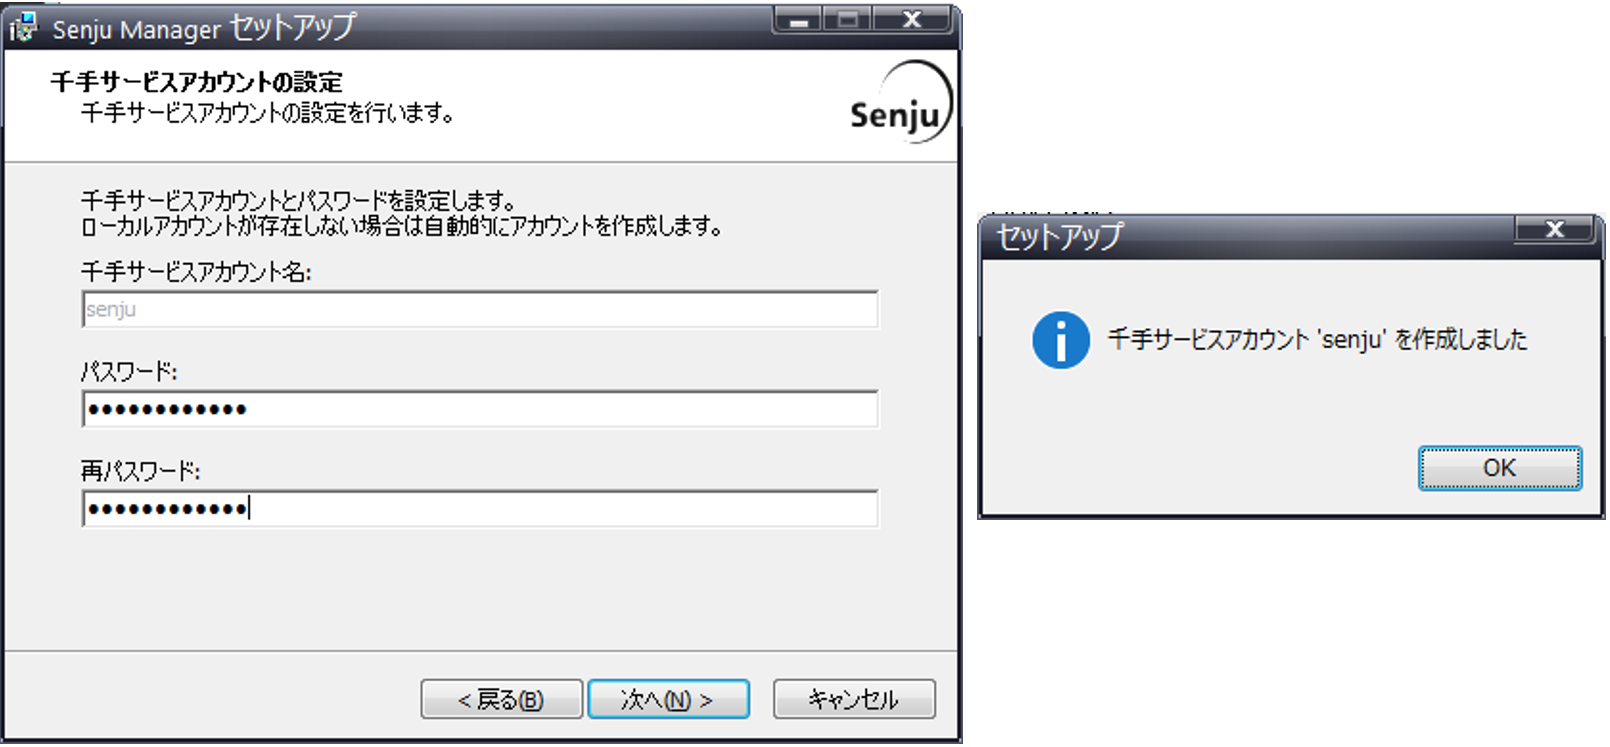 Senju Manager セットアップ
千手サービスアカウントの設定
千手サービスアカウントの設定を行います。
Senju
千手サービスアカウントとパスワードを設定します。
ローカルアカウントが存在しない場合は自動的にアカウントを作成します。
千手サービスアカウント名:
senju
パスワード:
●●●●●●●●●●●●
再パスワード:
●●●●●●●●●●●●
< 戻る(B)
次へ(N) >
キャンセル
セットアップ
千手サービスアカウント 'senju' を作成しました
OK